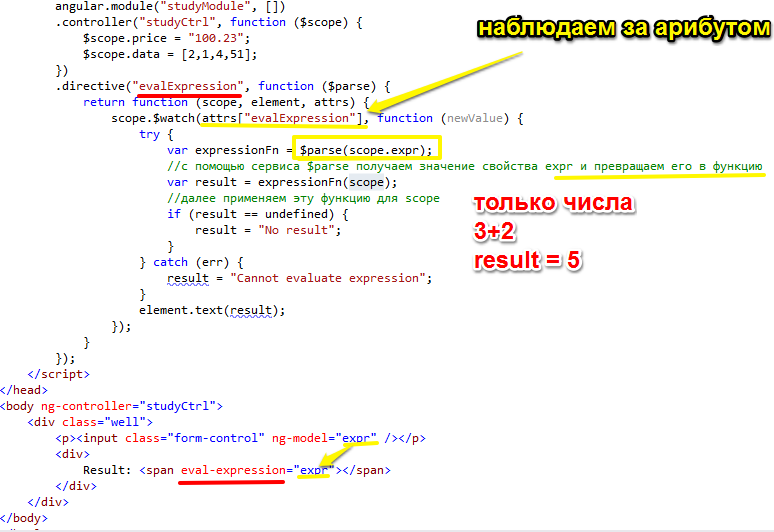 angular.module("studyModule", [])
.controller("studyCtrl", function ($scope) {
наблюдаем за арибутом
$scope.price = "100.23";
$scope.data = [2,1,4,51];
})
.directive("evalExpression", function ($parse) {
return function (scope, element, attrs) {
scope.$watch(attrs["evalExpression"], function (newValue) {
try {
var expressionFn = $parse(scope.expr);
//с помощью сервиса $parse получаем значение свойства expr и превращаем его в функцию
var result = expressionFn(scope);
//далее применяем эту функцию для scope
if (result == undefined) {
result = "No result";
}
только числа
3+2
result = 5
} catch (err) {
result = "Cannot evaluate expression";
}
element.text(result);
});
}
});
</script>
</head>
<body ng-controller="studyCtrl">
<div class="well">
<p><input class="form-control" ng-model="expr" /></p>
<div>
Result: <span eval-expression="expr"></span>
</div>
</div>
</body>